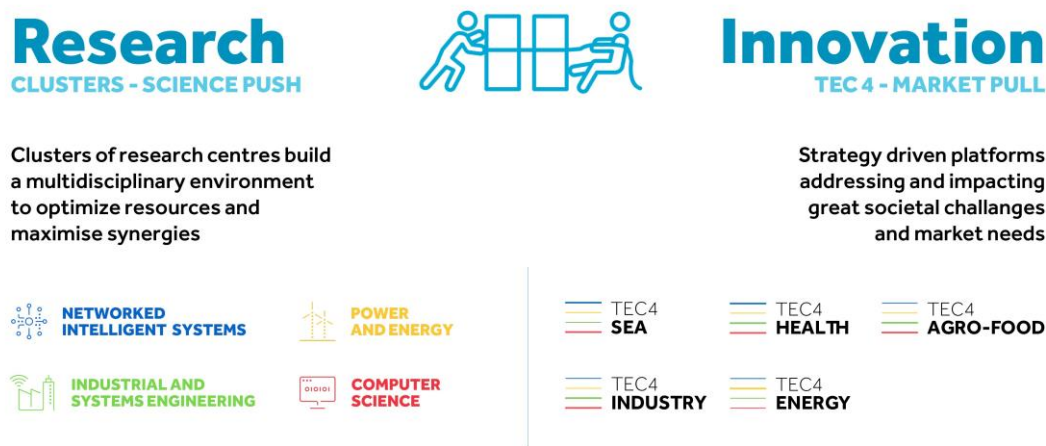 Research
CLUSTERS - SCIENCE PUSH
Innovation
TEC 4 - MARKET PULL
Clusters of research centres build
a multidisciplinary environment
to optimize resources and
maximise synergies
Strategy driven platforms
addressing and impacting
great societal challanges
and market needs
NETWORKED
INTELLIGENT SYSTEMS
POWER
AND ENERGY
INDUSTRIAL AND
SYSTEMS ENGINEERING
010101
COMPUTER
SCIENCE
TEC4
SEA
TEC4
HEALTH
TEC4
AGRO-FOOD
TEC4
INDUSTRY
TEC4
ENERGY